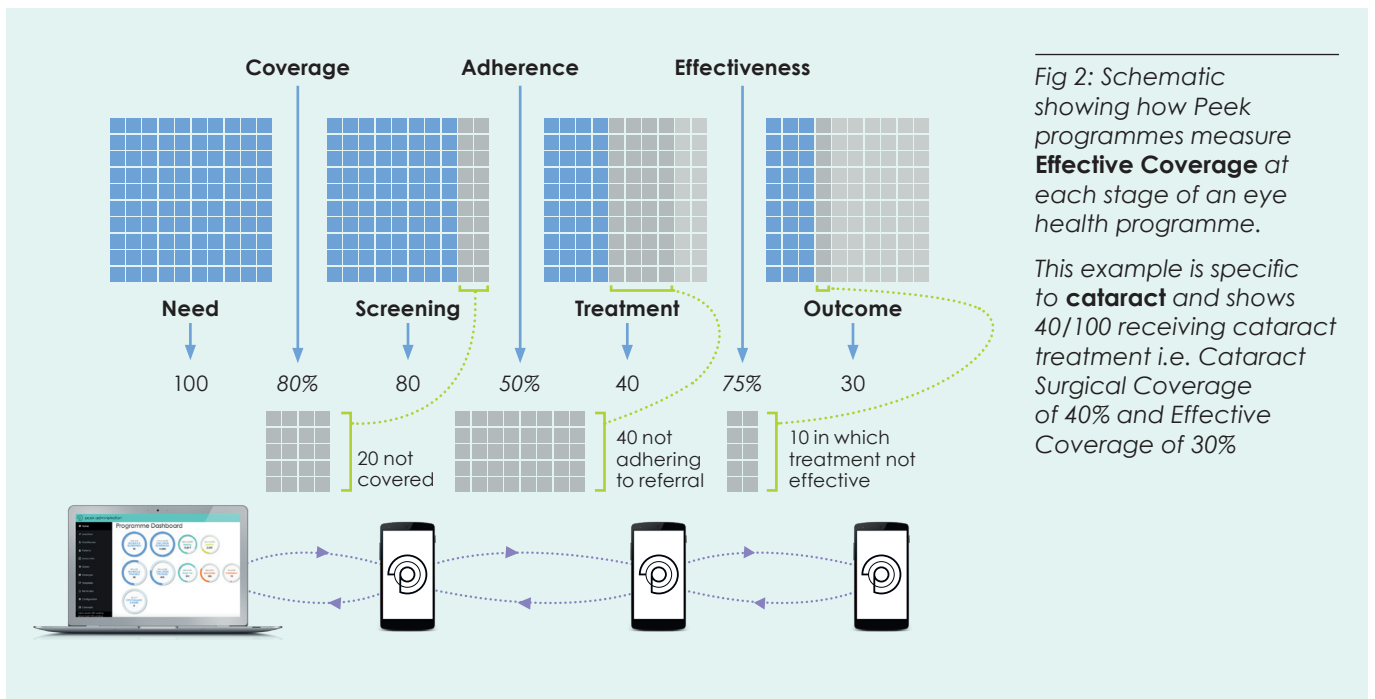 Coverage
Adherence
Effectiveness
Need
Screening
Treatment
Outcome
100
80%
80
50%
40
75%
30
20 not
covered
40 not
adhering
to referral
10 in which
treatment not
effective
Programme Dashboard
Fig 2: Schematic
showing how Peek
programmes measure
Effective Coverage at
each stage of an eye
health programme.
This example is specific
to cataract and shows
40/100 receiving cataract
treatment i.e. Cataract
Surgical Coverage
of 40% and Effective
Coverage of 30%